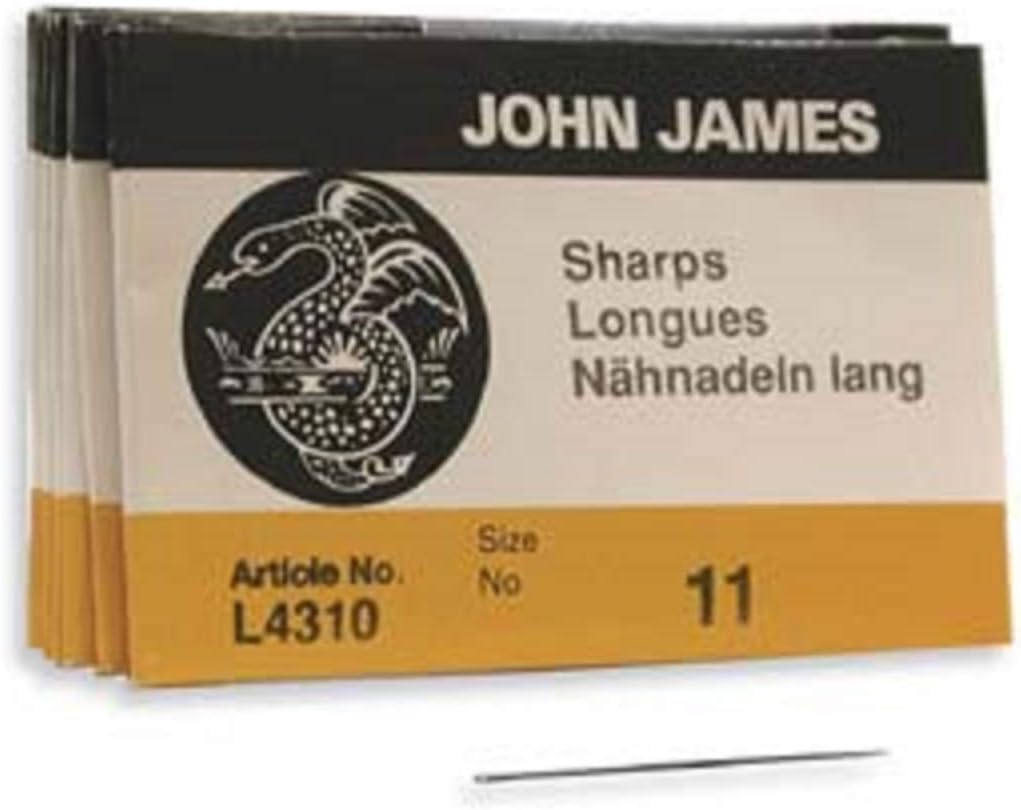 JOHN JAMES
Sharps
Longues
Nähnadeln lang
Article No.
L4310
Size
No
11